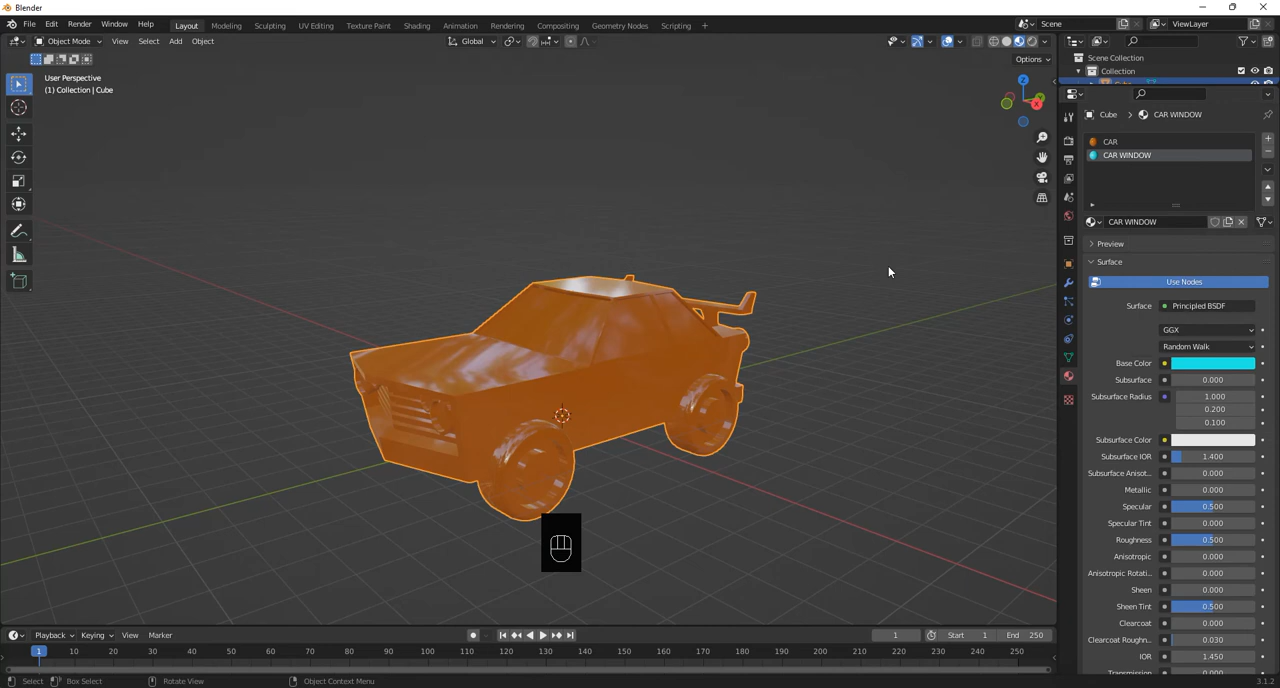 Blender
File Edit Render Window Help Layout Modeling Sculpting UV Editing Texture Paint Shading Animation Rendering Compositing Geometry Nodes Scripting + Scene ViewLayer
Object Mode View Select Add Object Global
Options
User Perspective
(1) Collection | Cube
Z
X
Scene Collection
Collection
Cube
Cube > CAR WINDOW
CAR
CAR WINDOW
CAR WINDOW
Preview
Surface
Use Nodes
Surface Principled BSDF
GGX
Random Walk
Base Color
Subsurface 0.000
Subsurface Radius 1.000
0.200
0.100
Subsurface Color
Subsurface IOR 1.400
Subsurface Anisot... 0.000
Metallic 0.000
Specular 0.500
Specular Tint 0.000
Roughness 0.500
Anisotropic 0.000
Anisotropic Rotati... 0.000
Sheen 0.000
Sheen Tint 0.500
Clearcoat 0.000
Clearcoat Roughn... 0.030
IOR 1.450
Transmission 0.000
Playback Keying View Marker 1 Start 1 End 250
1 10 20 30 40 50 60 70 80 90 100 110 120 130 140 150 160 170 180 190 200 210 220 230 240 250
Select Box Select Rotate View Object Context Menu 3.1.2